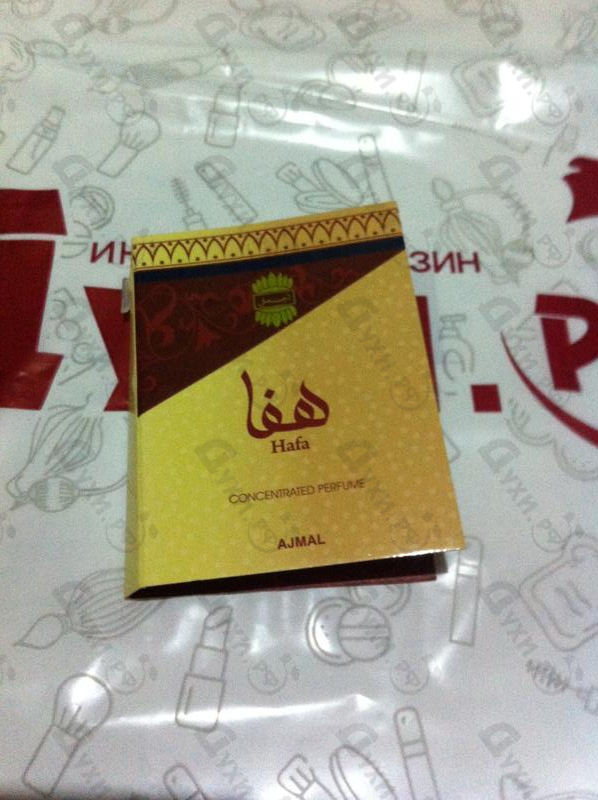 ИН
ЗИН
.Р
هفا
Hafa
CONCENTRATED PERFUME
AJMAL